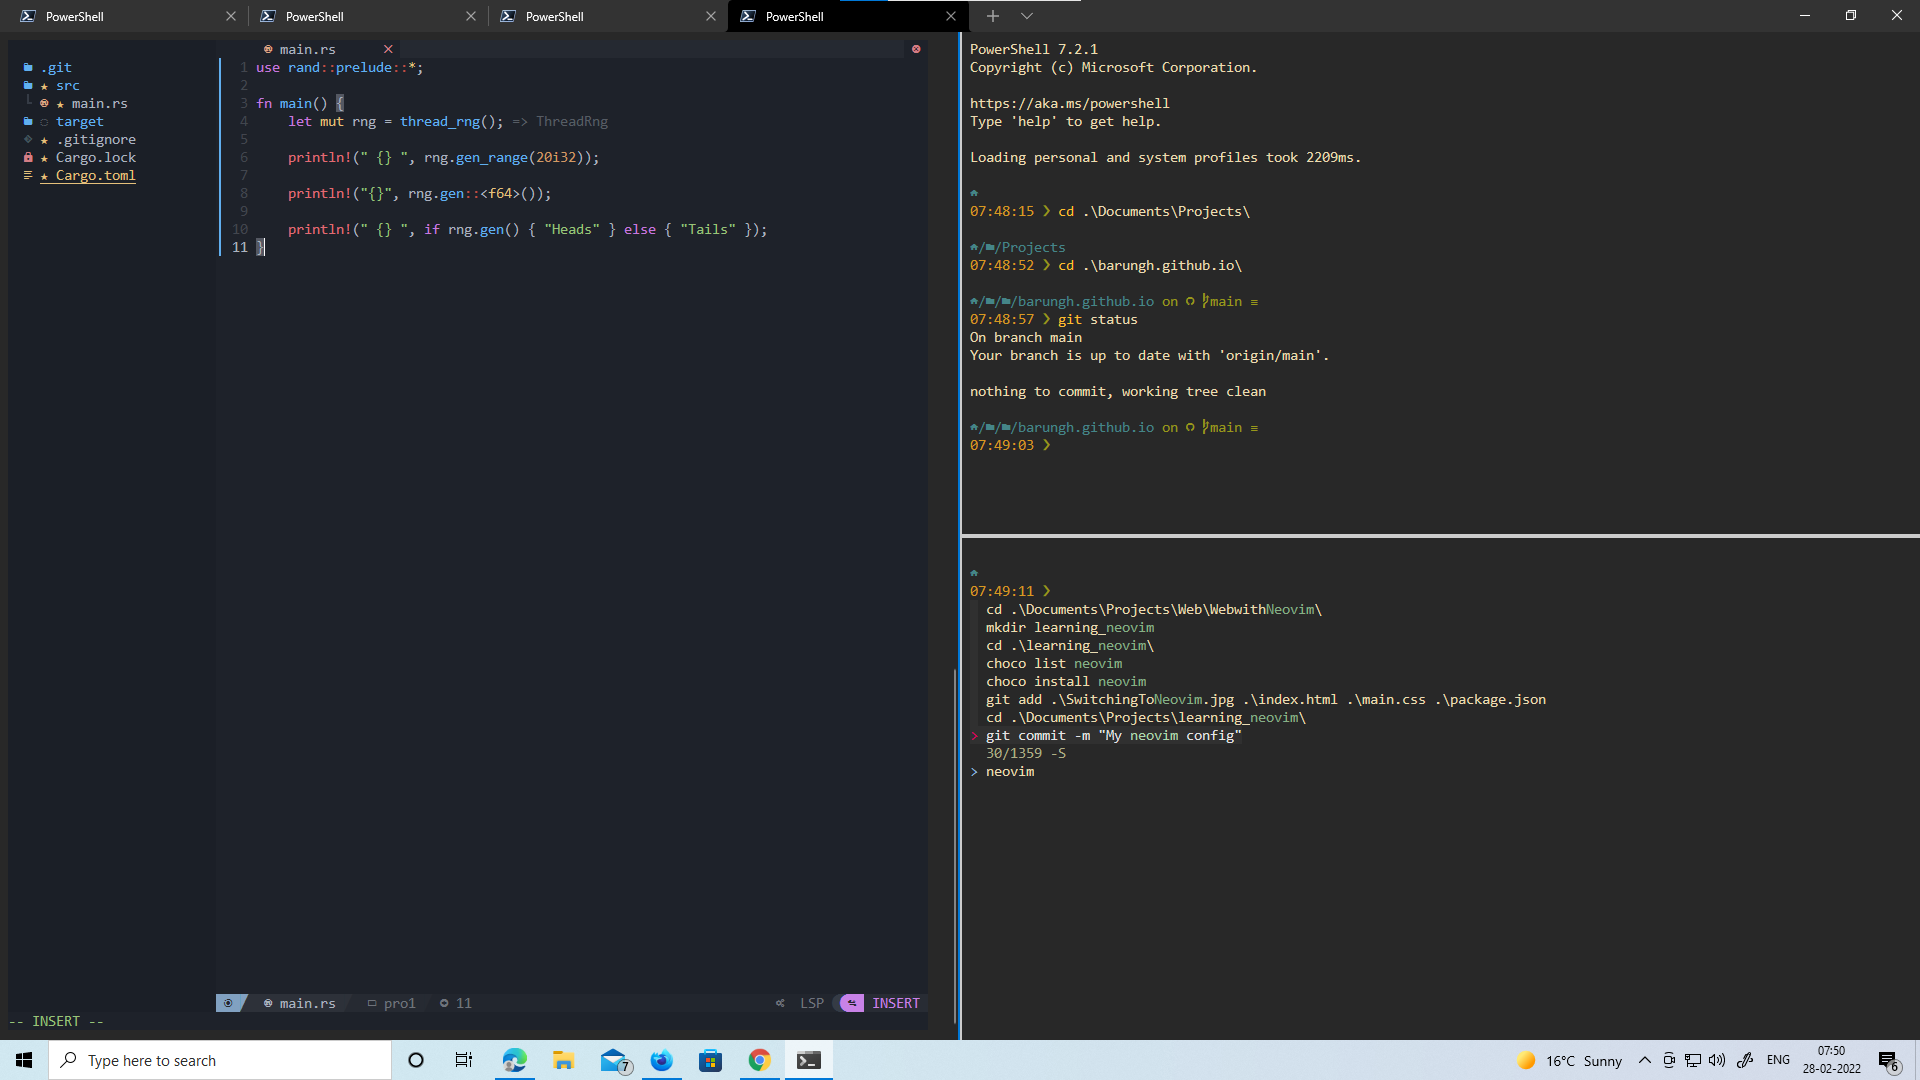 PowerShell
PowerShell
PowerShell
PowerShell
.git
src
main.rs
target
.gitignore
Cargo.lock
Cargo.toml
main.rs
1 use rand::prelude::*;
2
3 fn main() {
4 let mut rng = thread_rng(); => ThreadRng
5
6 println!(" {} ", rng.gen_range(20i32));
7
8 println!("{}", rng.gen::<f64>());
9
10 println!(" {} ", if rng.gen() { "Heads" } else { "Tails" });
11 }
main.rs pro1 11 LSP INSERT
-- INSERT --
PowerShell 7.2.1
Copyright (c) Microsoft Corporation.
https://aka.ms/powershell
Type 'help' to get help.
Loading personal and system profiles took 2209ms.
07:48:15 ❯ cd .\Documents\Projects\
/ /Projects
07:48:52 ❯ cd .\barungh.github.io\
/ / /barungh.github.io on main ≡
07:48:57 ❯ git status
On branch main
Your branch is up to date with 'origin/main'.
nothing to commit, working tree clean
/ / /barungh.github.io on main ≡
07:49:03 ❯
07:49:11 ❯
cd .\Documents\Projects\Web\WebwithNeovim\
mkdir learning_neovim
cd .\learning_neovim\
choco list neovim
choco install neovim
git add .\SwitchingToNeovim.jpg .\index.html .\main.css .\package.json
cd .\Documents\Projects\learning_neovim\
> git commit -m "My neovim config"
30/1359 -S
> neovim
Type here to search
7
16°C Sunny
ENG
07:50
28-02-2022
6